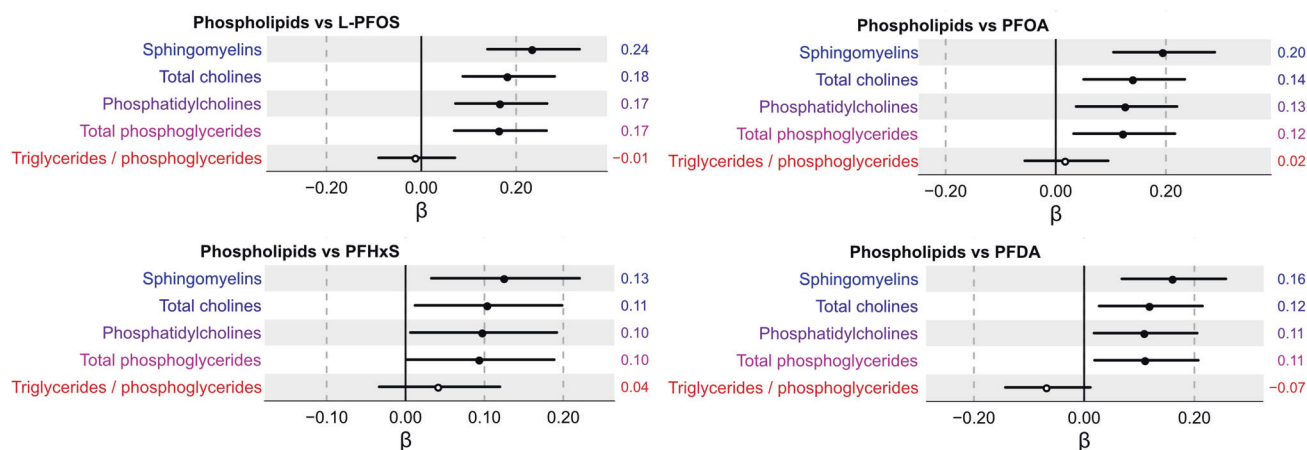 Phospholipids vs L-PFOS
Sphingomyelins 0.24
Total cholines 0.18
Phosphatidylcholines 0.17
Total phosphoglycerides 0.17
Triglycerides / phosphoglycerides −0.01
−0.20 0.00 0.20
β
Phospholipids vs PFOA
Sphingomyelins 0.20
Total cholines 0.14
Phosphatidylcholines 0.13
Total phosphoglycerides 0.12
Triglycerides / phosphoglycerides 0.02
−0.20 0.00 0.20
β
Phospholipids vs PFHxS
Sphingomyelins 0.13
Total cholines 0.11
Phosphatidylcholines 0.10
Total phosphoglycerides 0.10
Triglycerides / phosphoglycerides 0.04
−0.10 0.00 0.10 0.20
β
Phospholipids vs PFDA
Sphingomyelins 0.16
Total cholines 0.12
Phosphatidylcholines 0.11
Total phosphoglycerides 0.11
Triglycerides / phosphoglycerides −0.07
−0.20 0.00 0.20
β